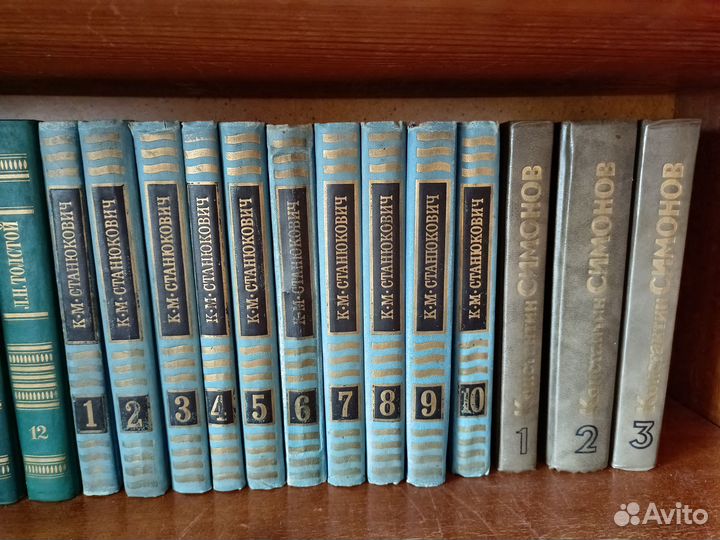 Л.Н.ТОЛСТОЙ
12
К·М·СТАНЮКОВИЧ
1
К·М·СТАНЮКОВИЧ
2
К·М·СТАНЮКОВИЧ
3
К·М·СТАНЮКОВИЧ
4
К·М·СТАНЮКОВИЧ
5
К·М·СТАНЮКОВИЧ
6
К·М·СТАНЮКОВИЧ
7
К·М·СТАНЮКОВИЧ
8
К·М·СТАНЮКОВИЧ
9
К·М·СТАНЮКОВИЧ
10
Константин СИМОНОВ
1
Константин СИМОНОВ
2
Константин СИМОНОВ
3
Avito